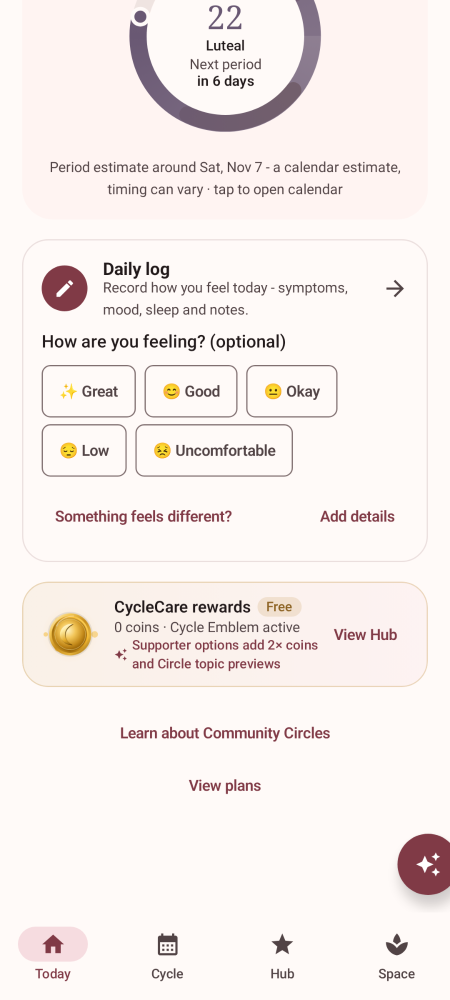 22
Luteal
Next period
in 6 days
Period estimate around Sat, Nov 7 - a calendar estimate,
timing can vary · tap to open calendar
Daily log
Record how you feel today - symptoms,
mood, sleep and notes.
How are you feeling? (optional)
✨ Great
😊 Good
😐 Okay
😔 Low
😣 Uncomfortable
Something feels different?
Add details
CycleCare rewards
Free
0 coins · Cycle Emblem active
Supporter options add 2× coins
and Circle topic previews
View Hub
Learn about Community Circles
View plans
Today
Cycle
Hub
Space